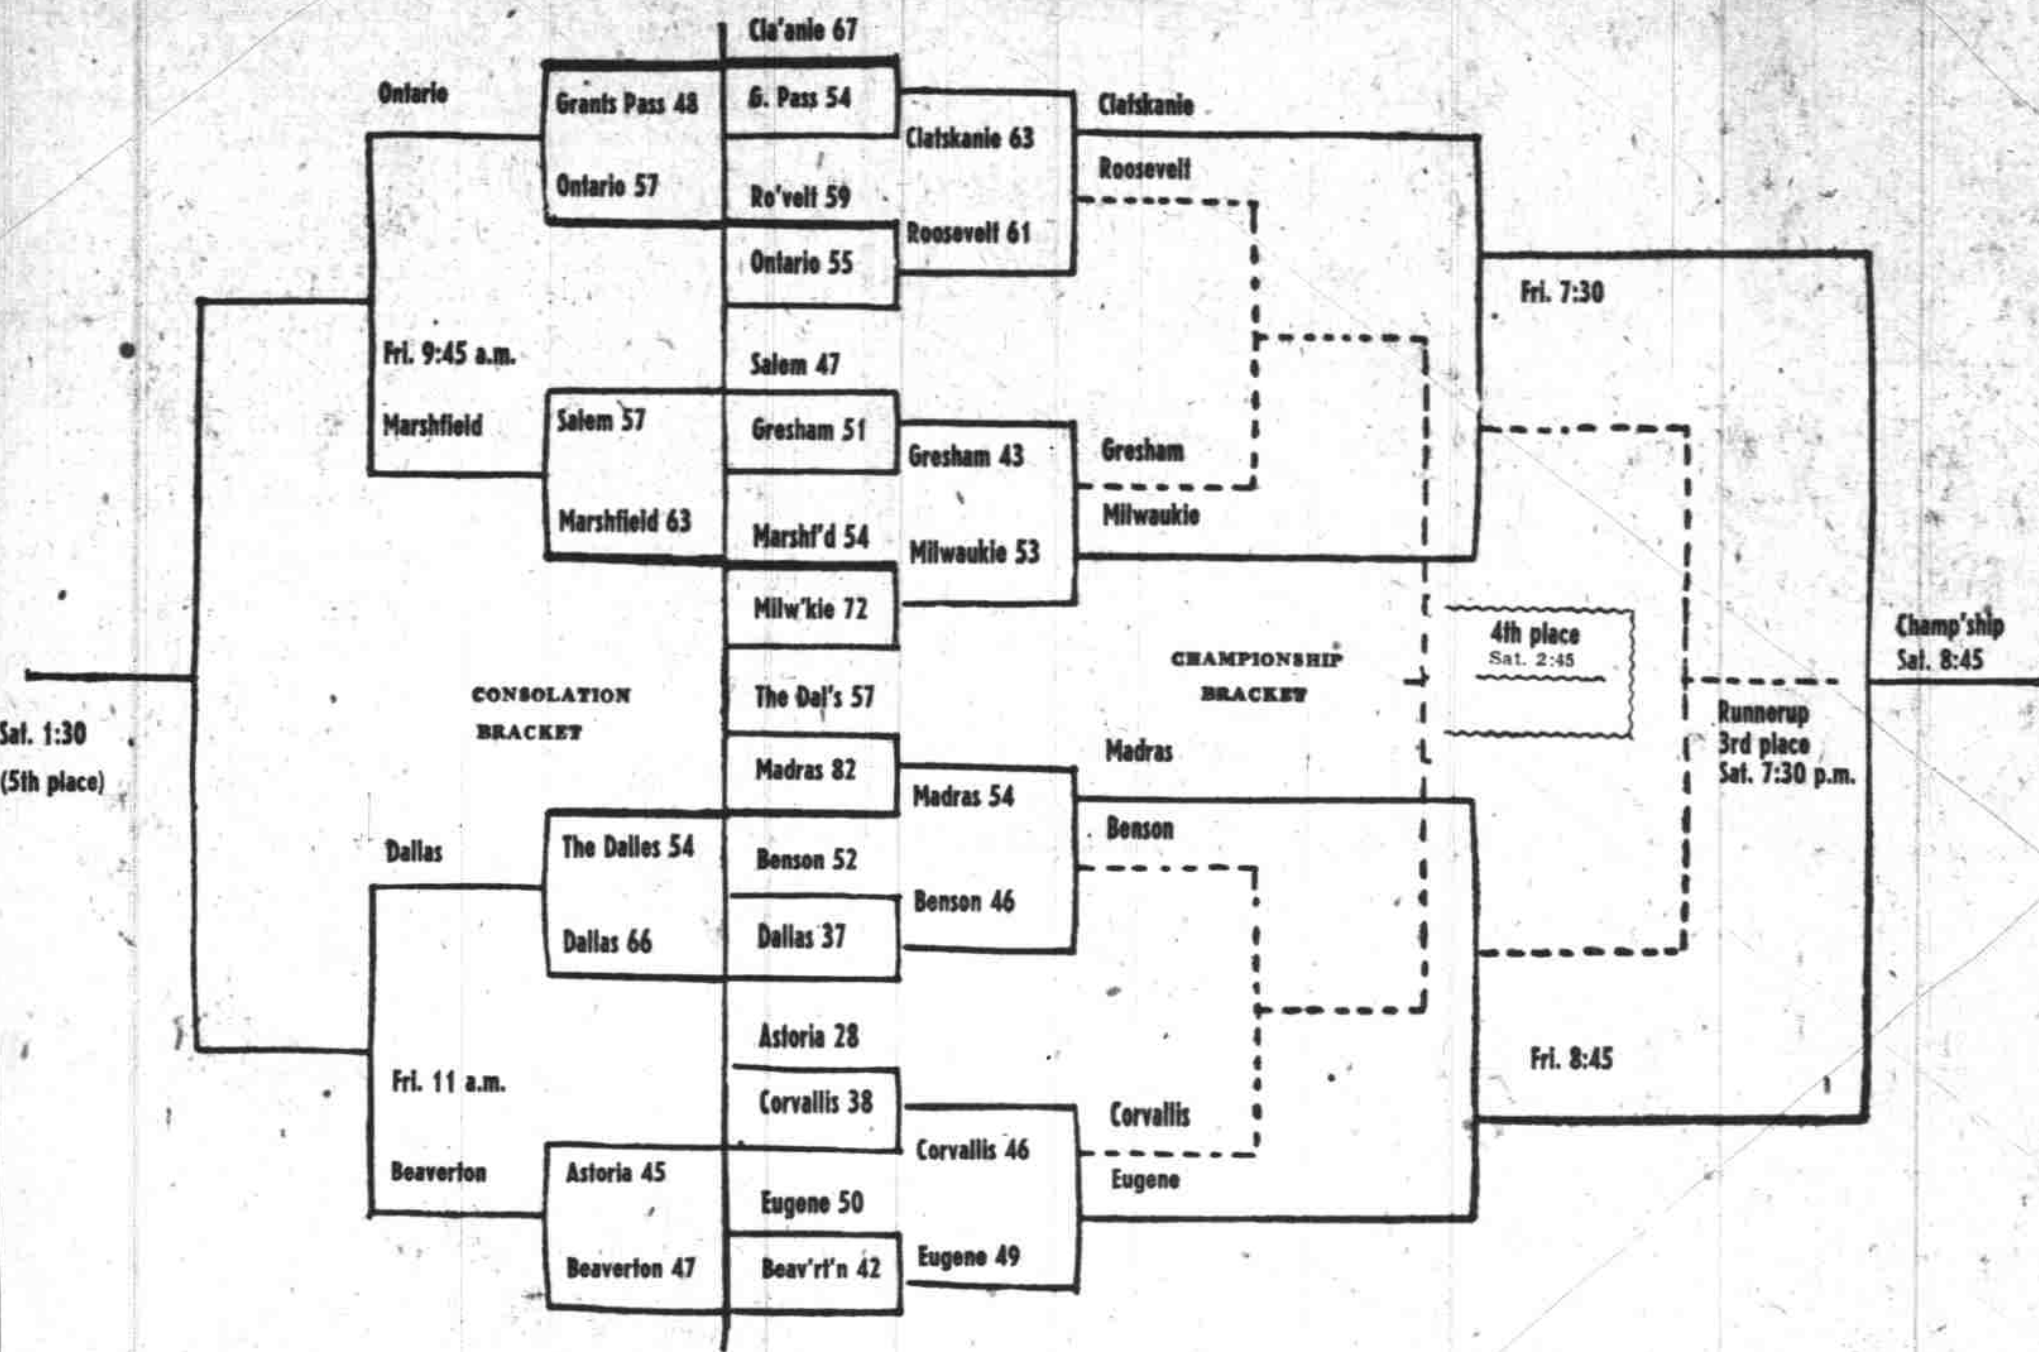 Sat. 1:30
(5th place)
Ontario
Fri. 9:45 a.m.
Marshfield
CONSOLATION
BRACKET
Dallas
Fri. 11 a.m.
Beaverton
Grants Pass 48
Ontario 57
Salem 57
Marshfield 63
The Dalles 54
Dallas 66
Astoria 45
Beaverton 47
Cla'anie 67
G. Pass 54
Ro'velt 59
Ontario 55
Salem 47
Gresham 51
Marshf'd 54
Milw'kie 72
The Dal's 57
Madras 82
Benson 52
Dallas 37
Astoria 28
Corvallis 38
Eugene 50
Beav'rt'n 42
Clatskanie 63
Roosevelt 61
Gresham 43
Milwaukie 53
Madras 54
Benson 46
Corvallis 46
Eugene 49
Clatskanie
Roosevelt
Gresham
Milwaukie
CHAMPIONSHIP
BRACKET
Madras
Benson
Corvallis
Eugene
Fri. 7:30
4th place
Sat. 2:45
Fri. 8:45
Runnerup
3rd place
Sat. 7:30 p.m.
Champ'ship
Sat. 8:45